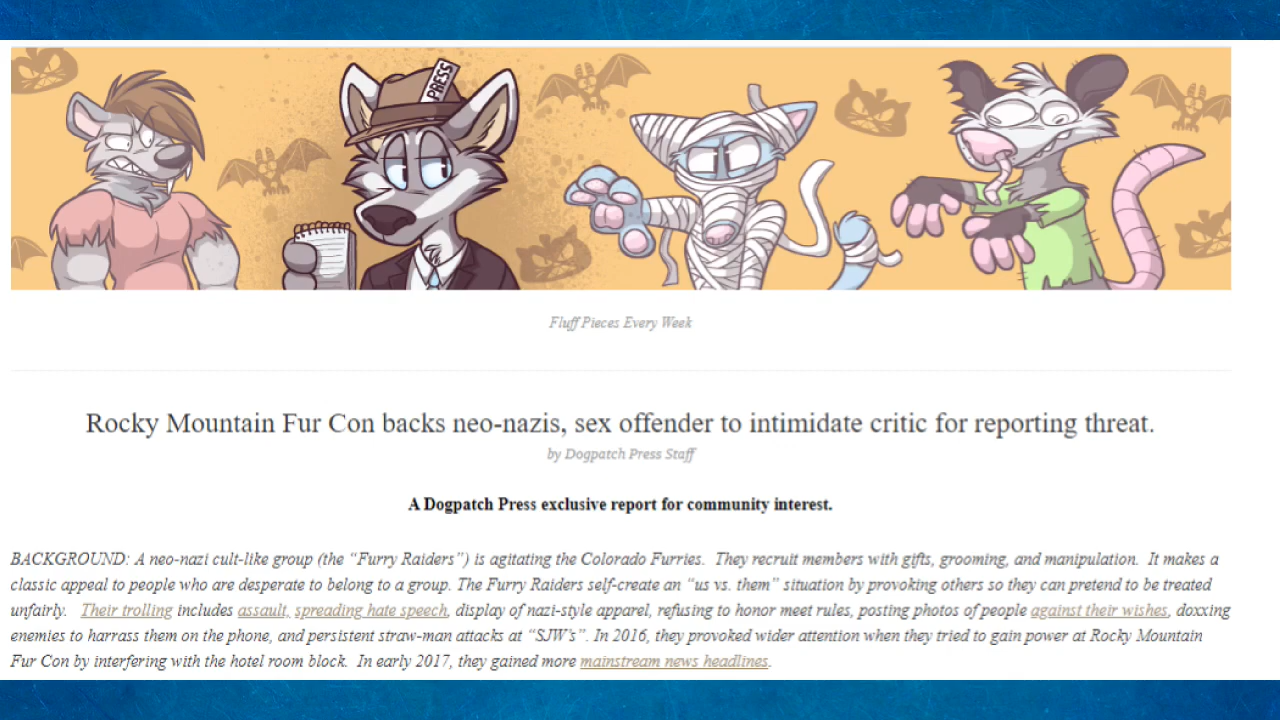 PRESS
Fluff Pieces Every Week
Rocky Mountain Fur Con backs neo-nazis, sex offender to intimidate critic for reporting threat.
by Dogpatch Press Staff
A Dogpatch Press exclusive report for community interest.
BACKGROUND: A neo-nazi cult-like group (the “Furry Raiders”) is agitating the Colorado Furries.  They recruit members with gifts, grooming, and manipulation.  It makes a
classic appeal to people who are desperate to belong to a group. The Furry Raiders self-create an “us vs. them” situation by provoking others so they can pretend to be treated
unfairly.   Their trolling includes assault, spreading hate speech, display of nazi-style apparel, refusing to honor meet rules, posting photos of people against their wishes, doxxing
enemies to harrass them on the phone, and persistent straw-man attacks at “SJW’s”. In 2016, they provoked wider attention when they tried to gain power at Rocky Mountain
Fur Con by interfering with the hotel room block.  In early 2017, they gained more mainstream news headlines.